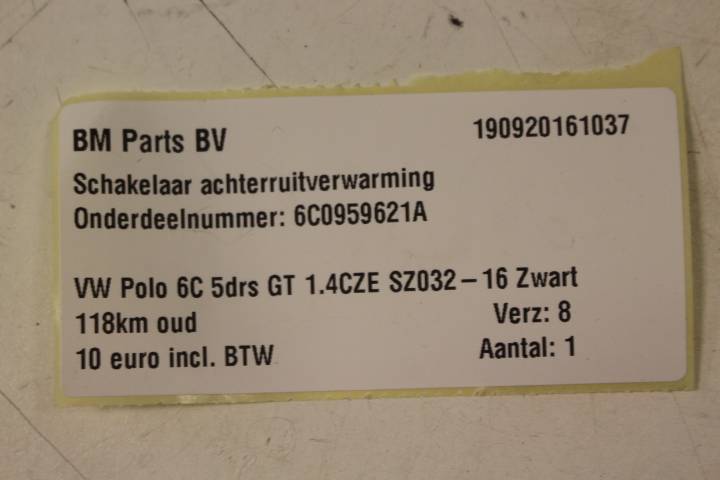 BM Parts BV 190920161037
Schakelaar achterruitverwarming
Onderdeelnummer: 6C0959621A
VW Polo 6C 5drs GT 1.4CZE SZ032-16 Zwart
118km oud Verz: 8
10 euro incl. BTW Aantal: 1